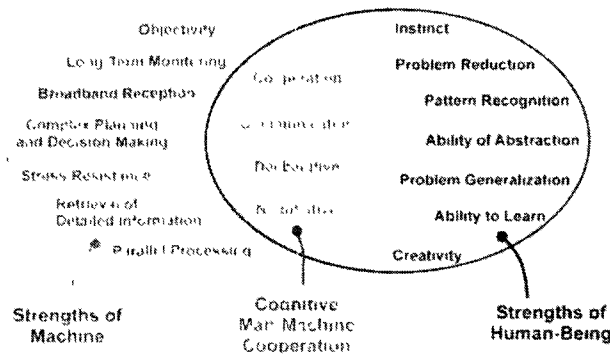 Objectivity
Long Term Monitoring
Broadband Reception
Complex Planning
and Decision Making
Stress Resistance
Retrieval of
Detailed Information
Parallel Processing
Strengths of
Machine
Cooperation
Cognitive
Man Machine
Cooperation
Instinct
Problem Reduction
Pattern Recognition
Ability of Abstraction
Problem Generalization
Ability to Learn
Creativity
Strengths of
Human-Being